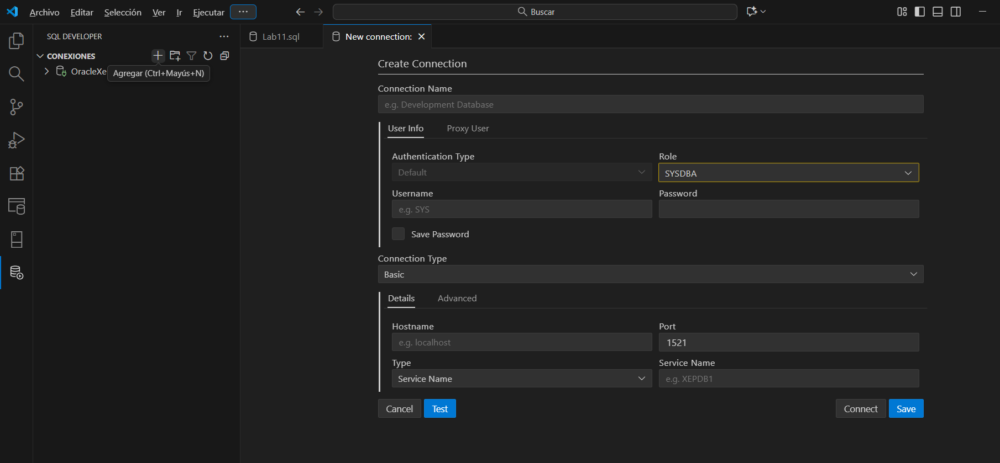 Archivo Editar Selección Ver Ir Ejecutar ··· Buscar
SQL DEVELOPER ···
Lab11.sql
New connection:
CONEXIONES
OracleXe
Agregar (Ctrl+Mayús+N)
Create Connection
Connection Name
e.g. Development Database
User Info Proxy User
Authentication Type Role
Default SYSDBA
Username Password
e.g. SYS
Save Password
Connection Type
Basic
Details Advanced
Hostname Port
e.g. localhost 1521
Type Service Name
Service Name e.g. XEPDB1
Cancel Test Connect Save